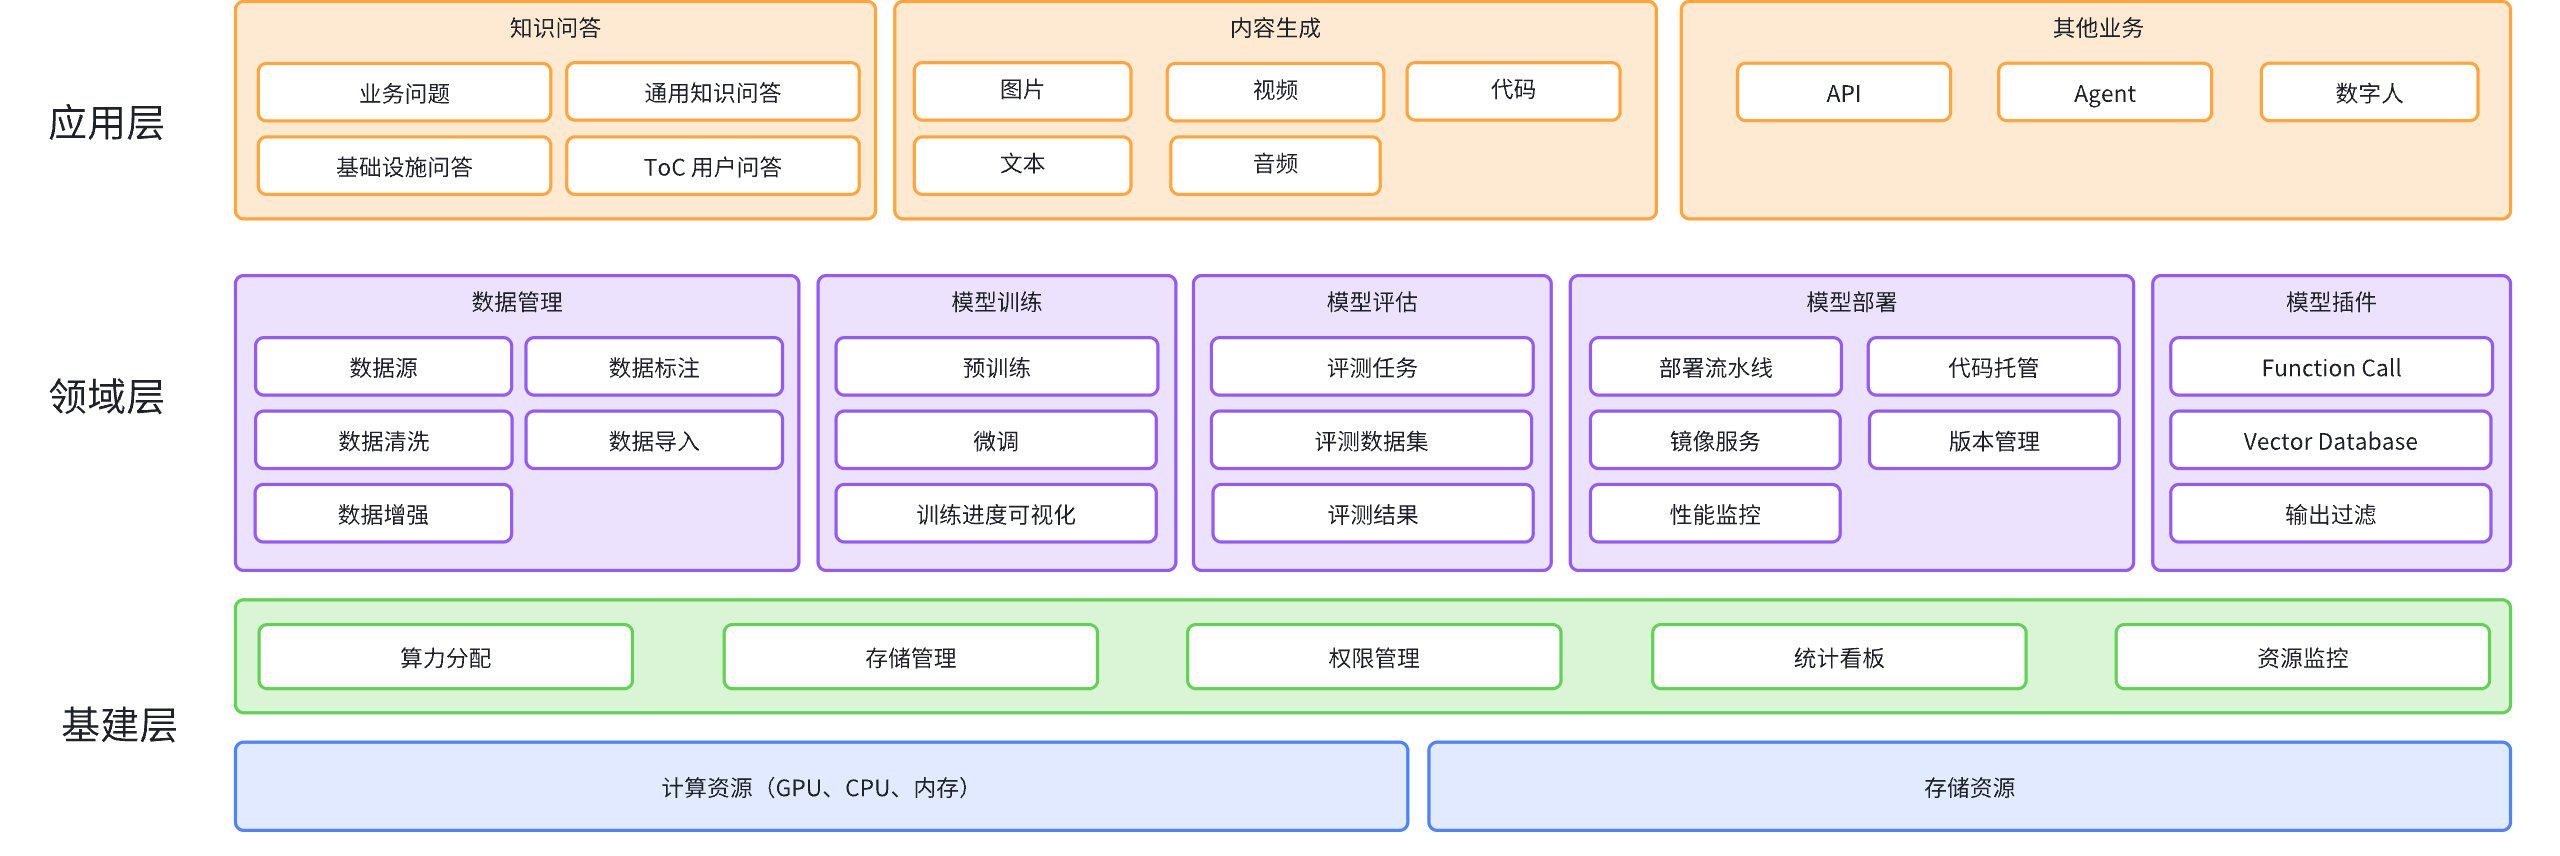 应用层
知识问答
业务问题
通用知识问答
基础设施问答
ToC 用户问答
内容生成
图片
视频
代码
文本
音频
其他业务
API
Agent
数字人
领域层
数据管理
数据源
数据标注
数据清洗
数据导入
数据增强
模型训练
预训练
微调
训练进度可视化
模型评估
评测任务
评测数据集
评测结果
模型部署
部署流水线
代码托管
镜像服务
版本管理
性能监控
模型插件
Function Call
Vector Database
输出过滤
基建层
算力分配
存储管理
权限管理
统计看板
资源监控
计算资源（GPU、CPU、内存）
存储资源